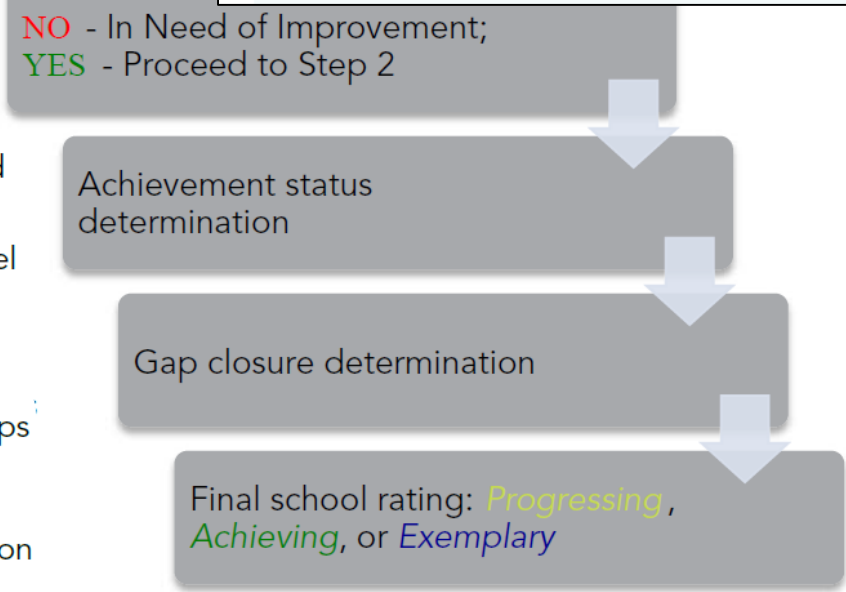 NO - In Need of Improvement;
YES - Proceed to Step 2
Achievement status
determination
Gap closure determination
Final school rating: Progressing,
Achieving, or Exemplary